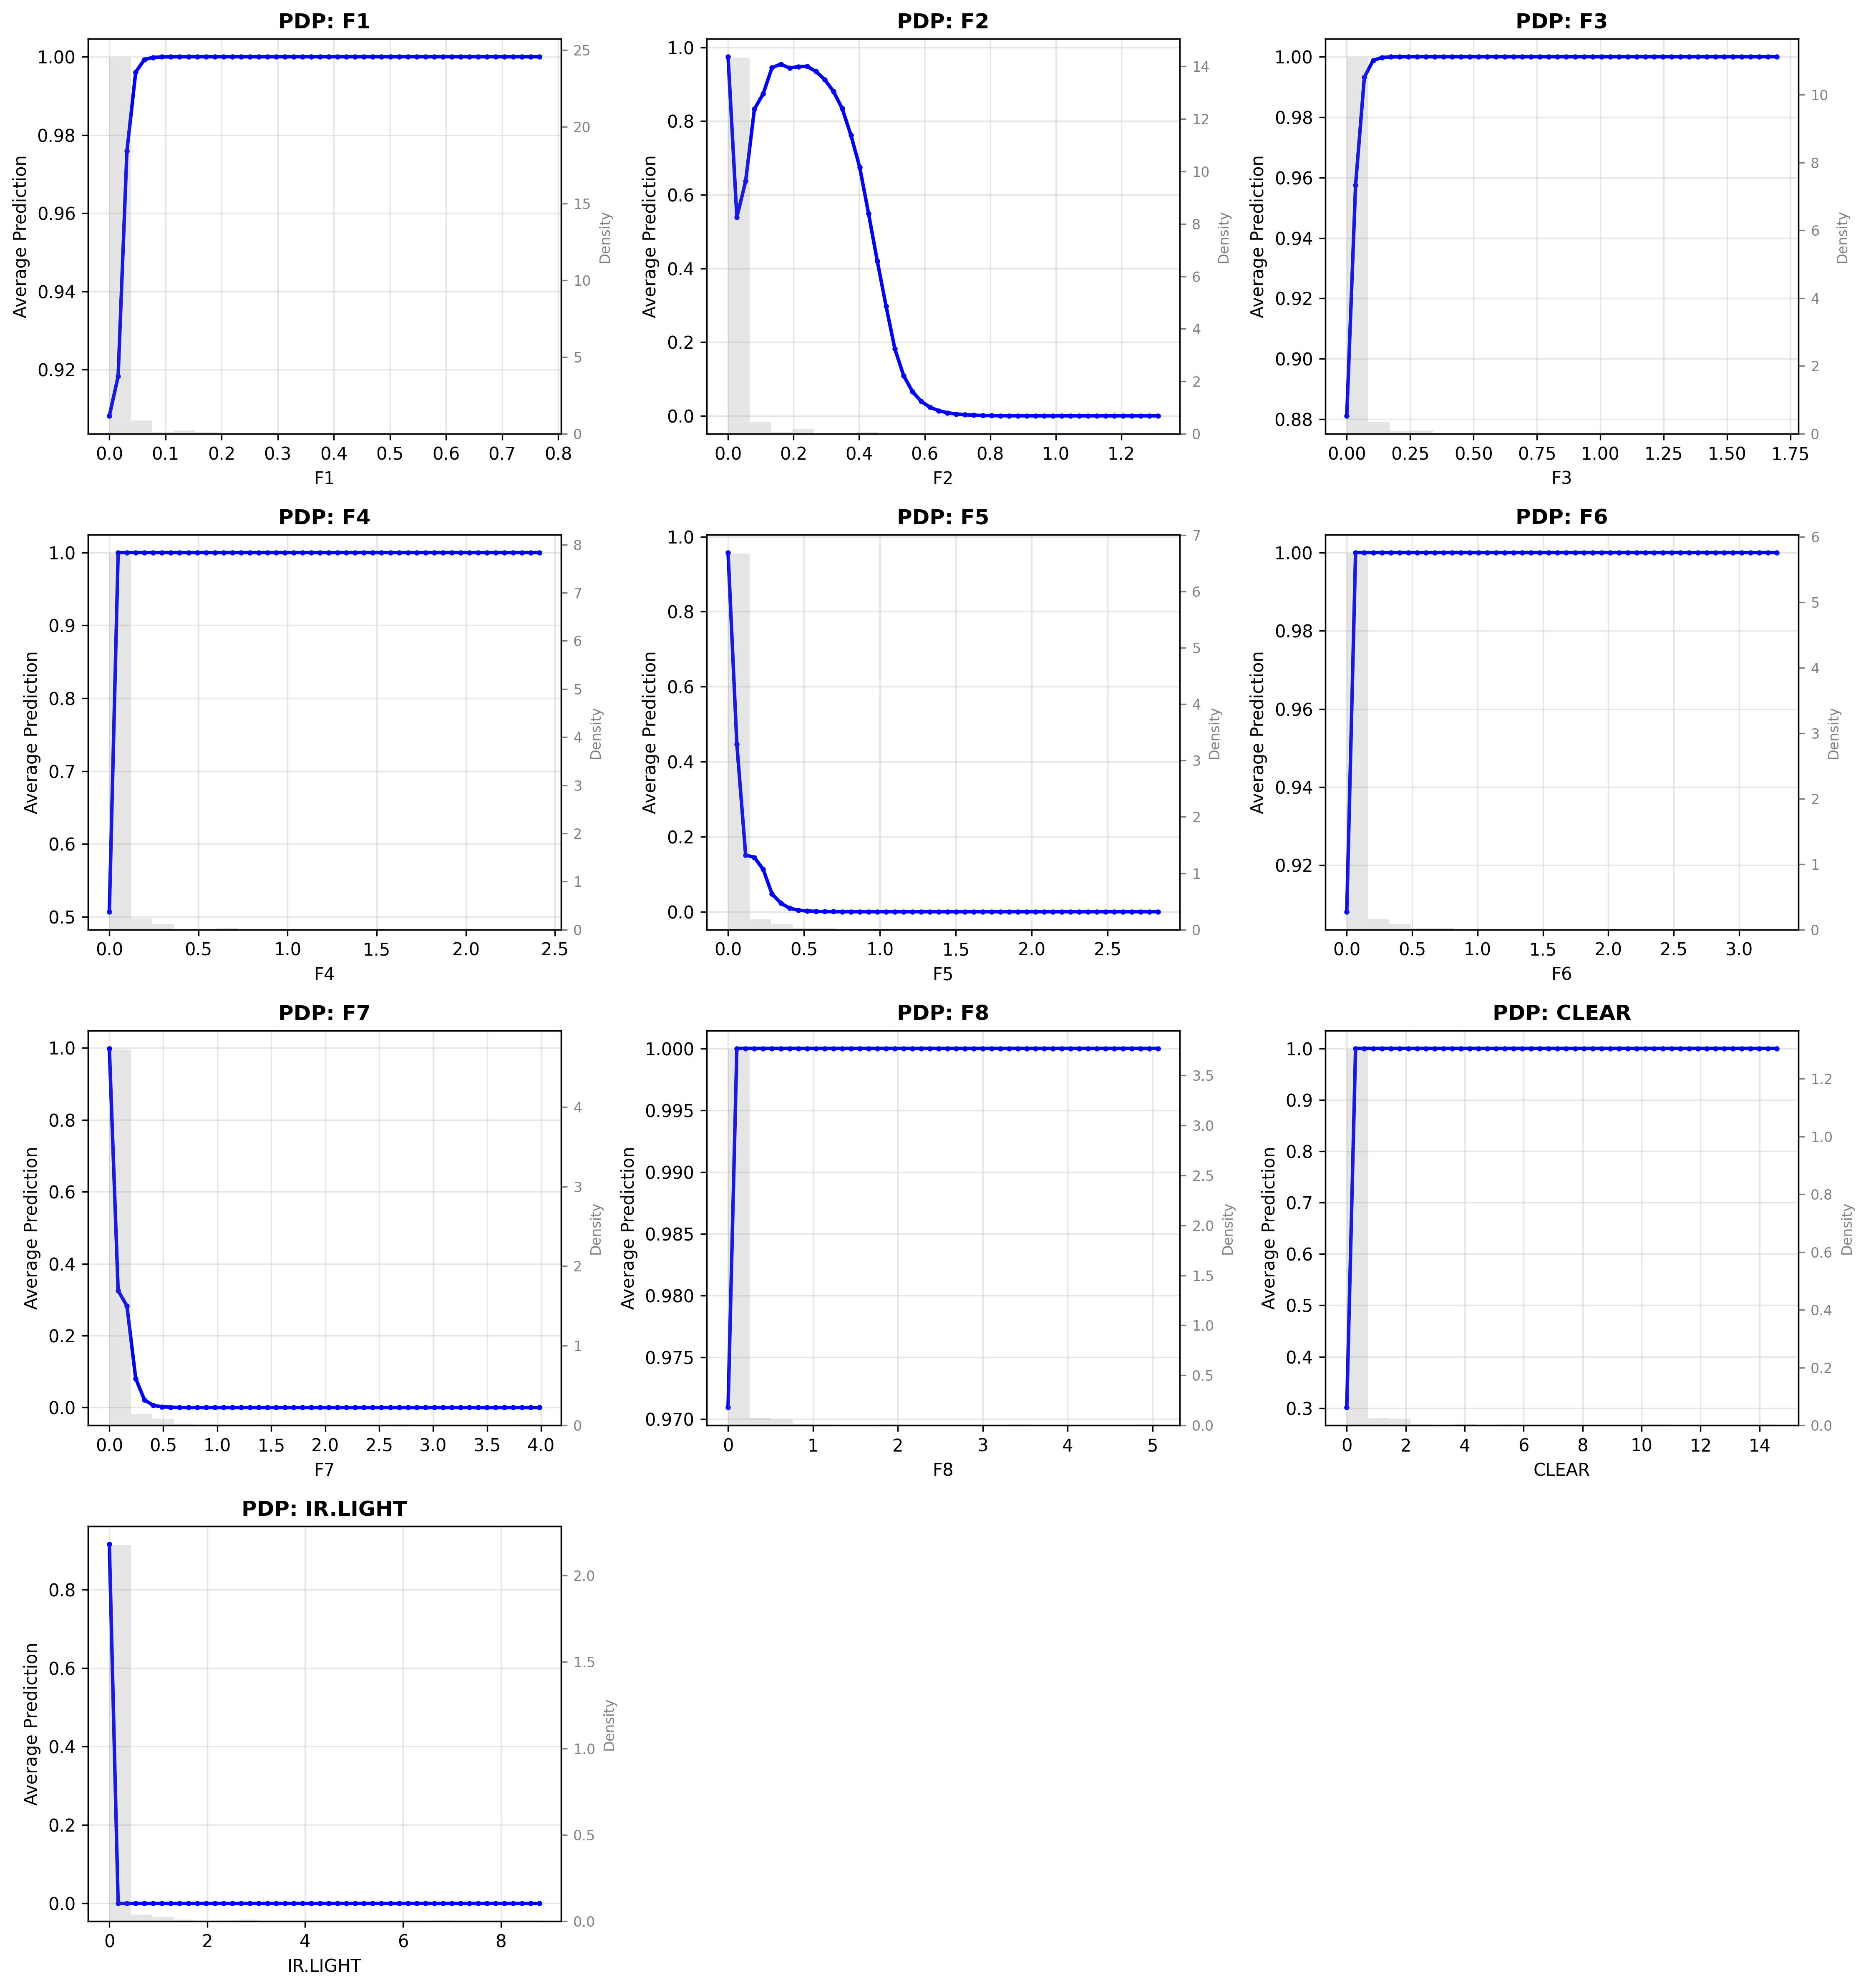 PDP: F1
1.00
0.98
0.96
0.94
0.92
25
20
15
10
5
0
Average Prediction
Density
0.0 0.1 0.2 0.3 0.4 0.5 0.6 0.7 0.8
F1
PDP: F2
1.0
0.8
0.6
0.4
0.2
0.0
14
12
10
8
6
4
2
0
Average Prediction
Density
0.0 0.2 0.4 0.6 0.8 1.0 1.2
F2
PDP: F3
1.00
0.98
0.96
0.94
0.92
0.90
0.88
10
8
6
4
2
0
Average Prediction
Density
0.00 0.25 0.50 0.75 1.00 1.25 1.50 1.75
F3
PDP: F4
1.0
0.9
0.8
0.7
0.6
0.5
8
7
6
5
4
3
2
1
0
Average Prediction
Density
0.0 0.5 1.0 1.5 2.0 2.5
F4
PDP: F5
1.0
0.8
0.6
0.4
0.2
0.0
7
6
5
4
3
2
1
0
Average Prediction
Density
0.0 0.5 1.0 1.5 2.0 2.5
F5
PDP: F6
1.00
0.98
0.96
0.94
0.92
6
5
4
3
2
1
0
Average Prediction
Density
0.0 0.5 1.0 1.5 2.0 2.5 3.0
F6
PDP: F7
1.0
0.8
0.6
0.4
0.2
0.0
4
3
2
1
0
Average Prediction
Density
0.0 0.5 1.0 1.5 2.0 2.5 3.0 3.5 4.0
F7
PDP: F8
1.000
0.995
0.990
0.985
0.980
0.975
0.970
3.5
3.0
2.5
2.0
1.5
1.0
0.5
0.0
Average Prediction
Density
0 1 2 3 4 5
F8
PDP: CLEAR
1.0
0.9
0.8
0.7
0.6
0.5
0.4
0.3
1.2
1.0
0.8
0.6
0.4
0.2
0.0
Average Prediction
Density
0 2 4 6 8 10 12 14
CLEAR
PDP: IR.LIGHT
0.8
0.6
0.4
0.2
0.0
2.0
1.5
1.0
0.5
0.0
Average Prediction
Density
0 2 4 6 8
IR.LIGHT